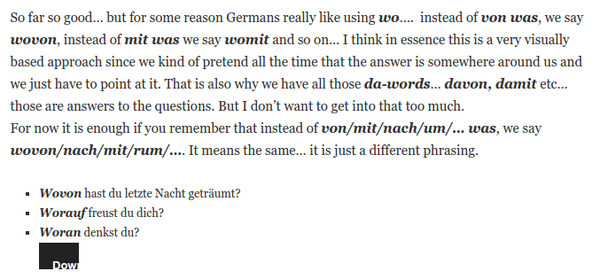 So far so good... but for some reason Germans really like using wo.... instead of von was, we say
wovon, instead of mit was we say womit and so on... I think in essence this is a very visually
based approach since we kind of pretend all the time that the answer is somewhere around us and
we just have to point at it. That is also why we have all those da-words... davon, damit etc...
those are answers to the questions. But I don't want to get into that too much.
For now it is enough if you remember that instead of von/mit/nach/um/... was, we say
wovon/nach/mit/rum/.... It means the same... it is just a different phrasing.
Wovon hast du letzte Nacht geträumt?
Worauf freust du dich?
Woran denkst du?